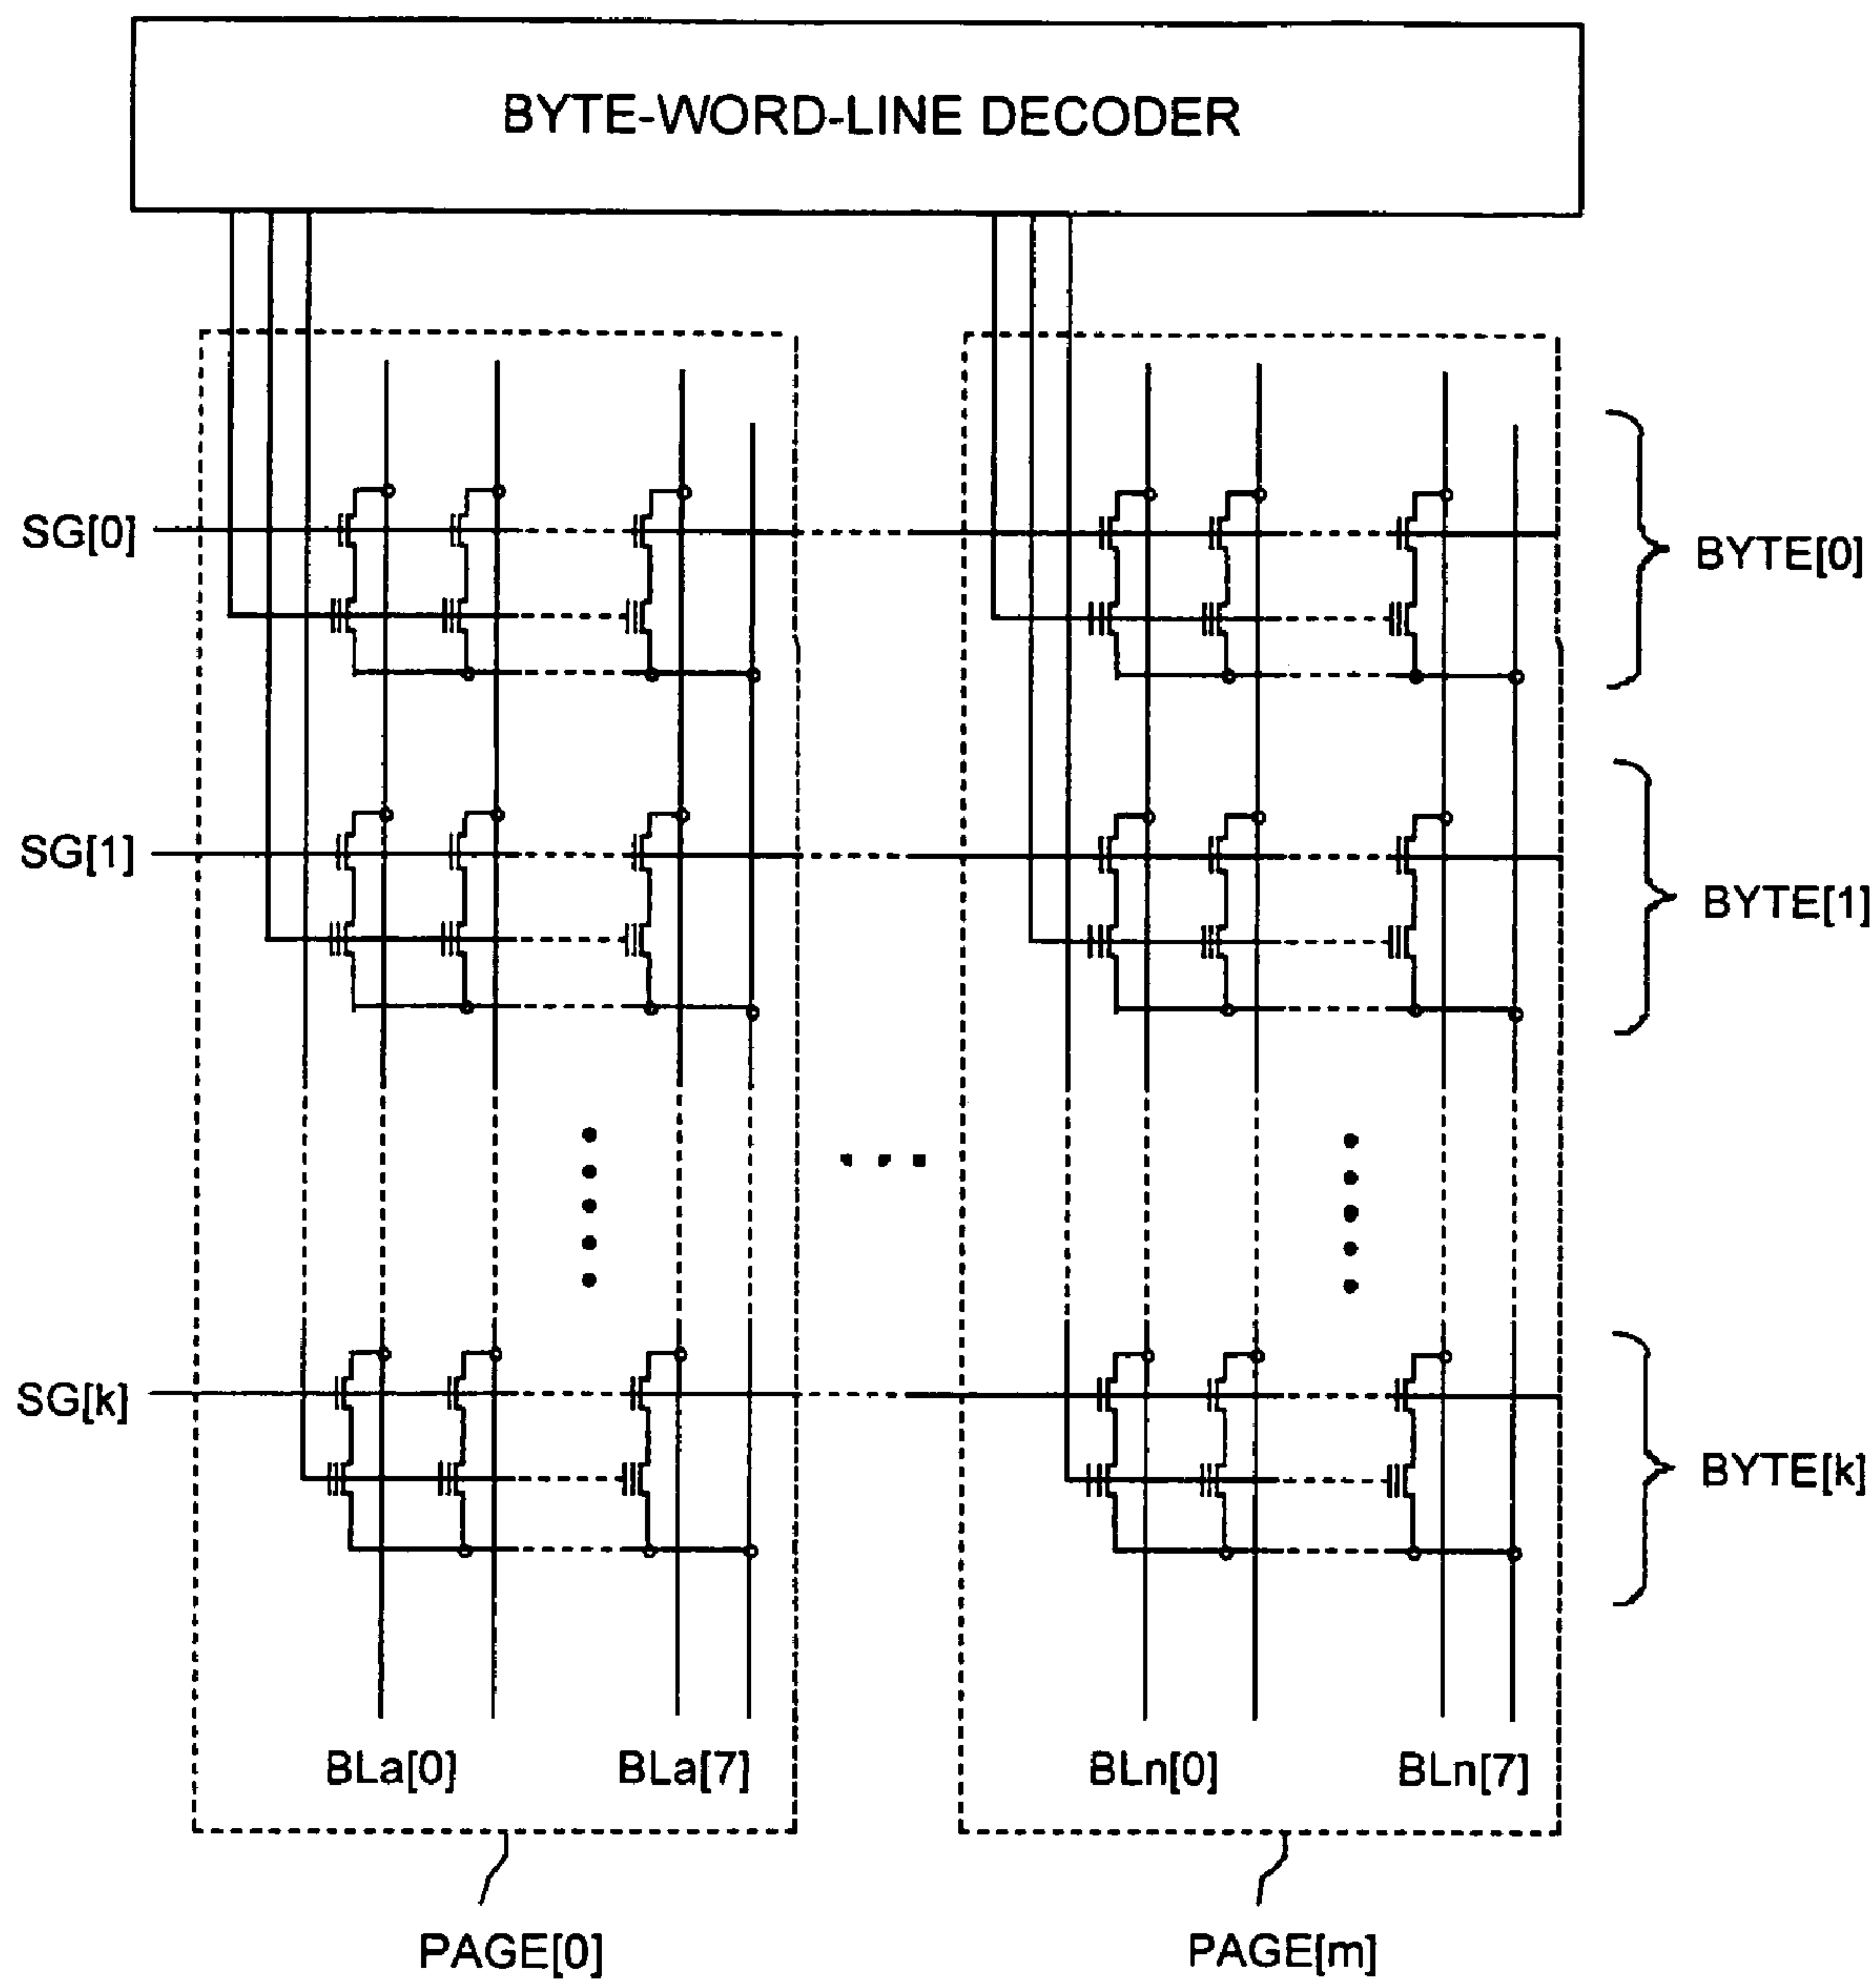 BYTE-WORD-LINE DECODER
SG[0]
BYTE[0]
SG[1]
BYTE[1]
SG[k]
BYTE[k]
BLa[0]
BLa[7]
BLn[0]
BLn[7]
PAGE[0]
PAGE[m]